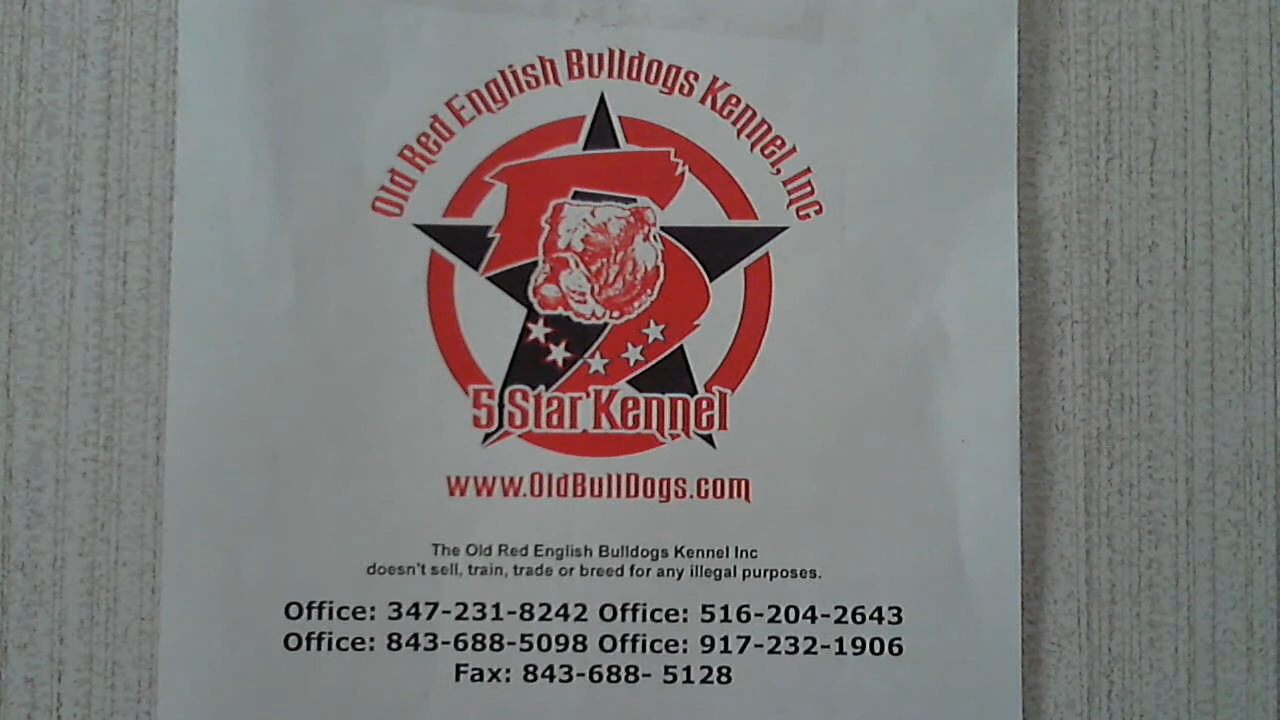 Old Red English Bulldogs Kennel, Inc
5 Star Kennel
www.OldBullDogs.com
The Old Red English Bulldogs Kennel Inc
doesn't sell, train, trade or breed for any illegal purposes.
Office: 347-231-8242 Office: 516-204-2643
Office: 843-688-5098 Office: 917-232-1906
Fax: 843-688- 5128